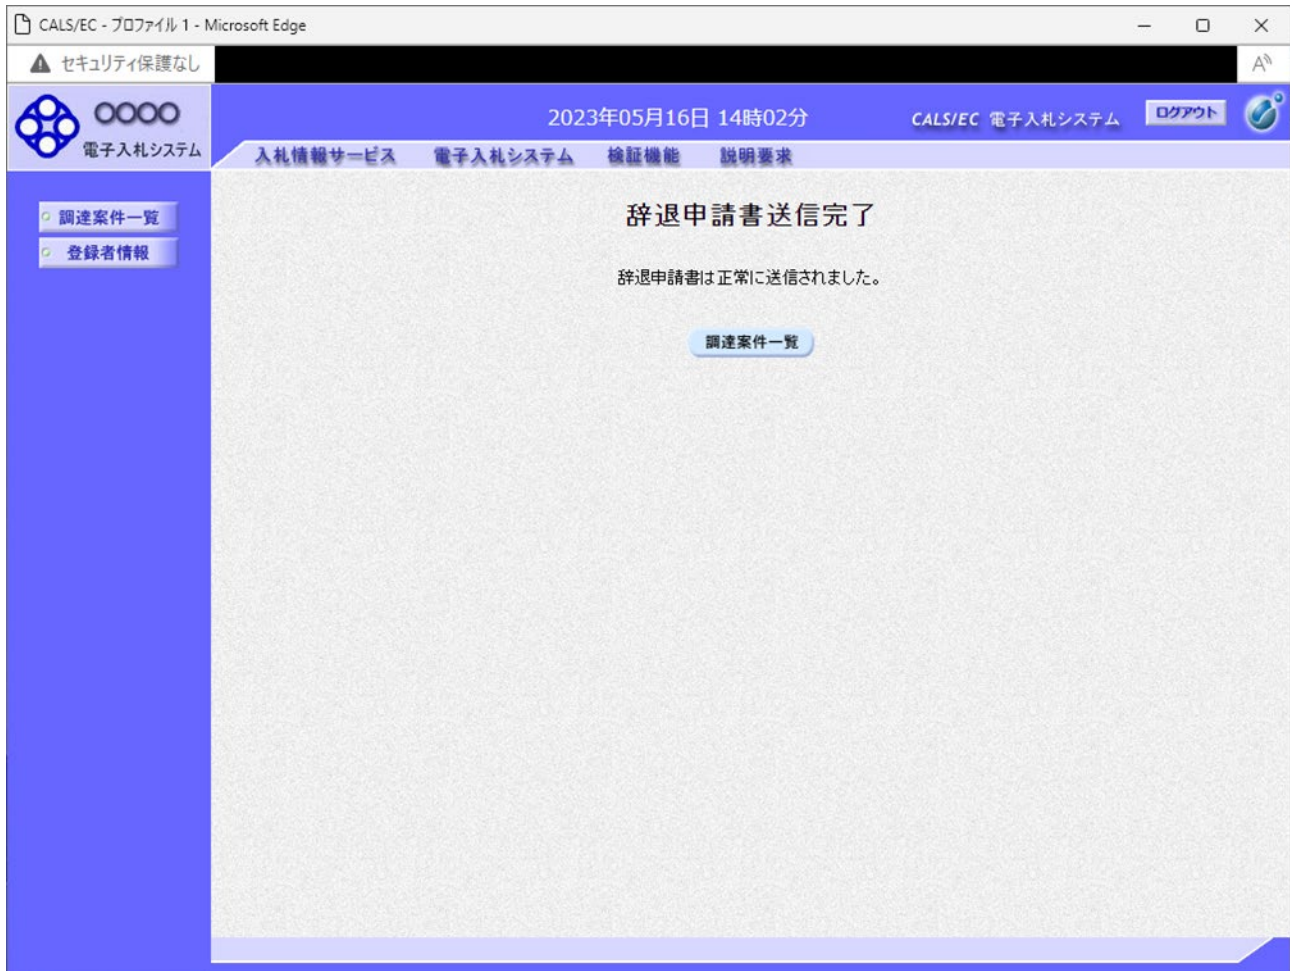 CALS/EC - プロファイル 1 - Microsoft Edge
セキュリティ保護なし
〇〇〇〇
電子入札システム
2023年05月16日 14時02分
CALS/EC 電子入札システム
ログアウト
入札情報サービス 電子入札システム 検証機能 説明要求
調達案件一覧
登録者情報
辞退申請書送信完了
辞退申請書は正常に送信されました。
調達案件一覧